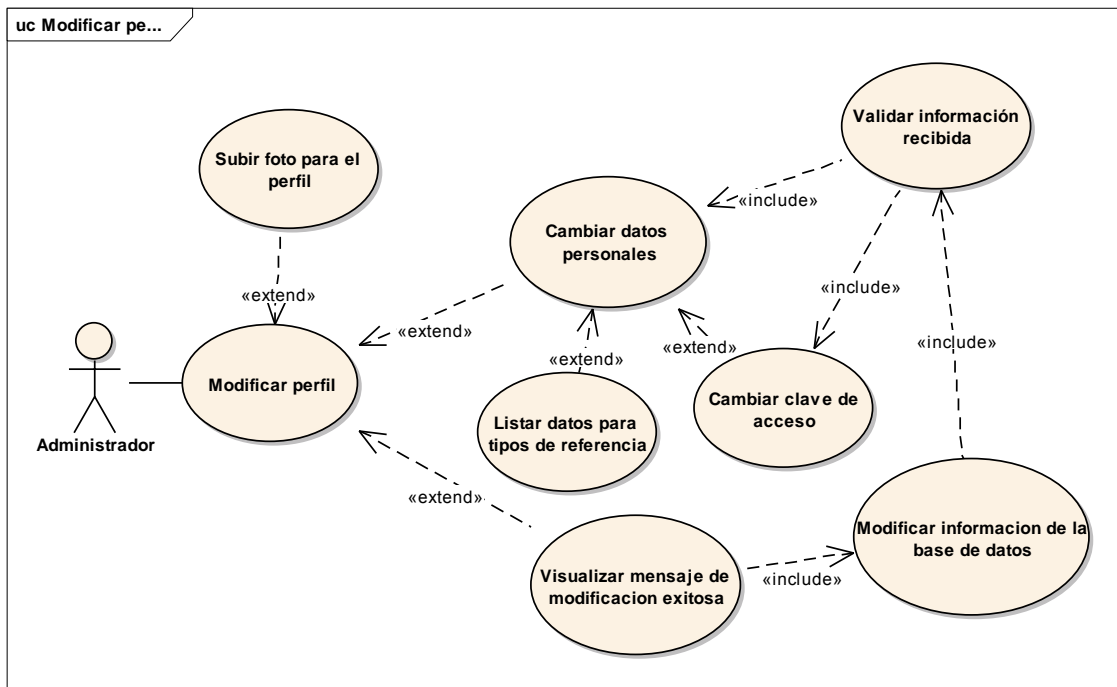 uc Modificar pe...
Subir foto para el
perfil
Validar información
recibida
Cambiar datos
personales
«include»
«extend»
«include»
«extend»
«extend»
«extend»
«include»
Modificar perfil
Administrador
Listar datos para
tipos de referencia
Cambiar clave de
acceso
«extend»
Modificar informacion de la
base de datos
Visualizar mensaje de
modificacion exitosa
«include»